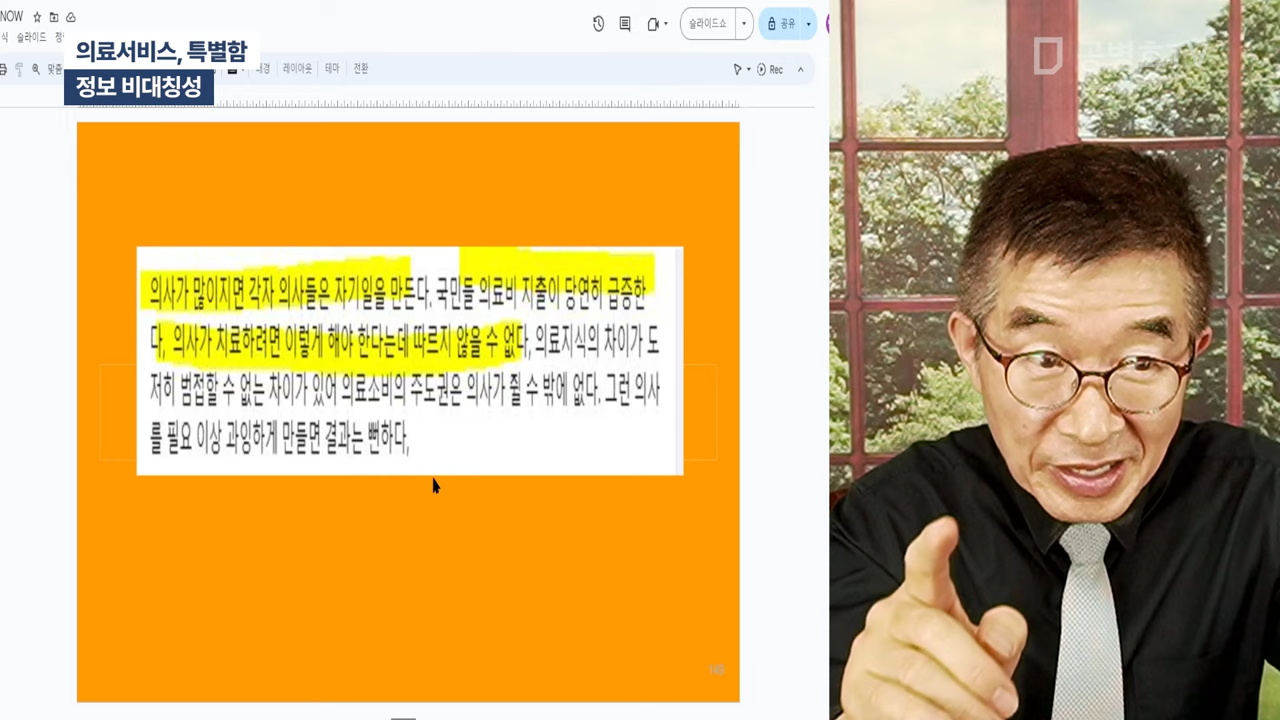 NOW
슬라이드
슬라이드쇼
공유
의료서비스, 특별함
정보 비대칭성
레이아웃
테마
전환
Rec
의사가 많이지면 각자 의사들은 자기일을 만든다. 국민들 의료비 지출이 당연히 급증한
다, 의사가 치료하려면 이렇게 해야 한다는데 따르지 않을 수 없다, 의료지식의 차이가 도
저히 범접할 수 없는 차이가 있어 의료소비의 주도권은 의사가 쥘 수 밖에 없다. 그런 의사
를 필요 이상 과잉하게 만들면 결과는 뻔하다,